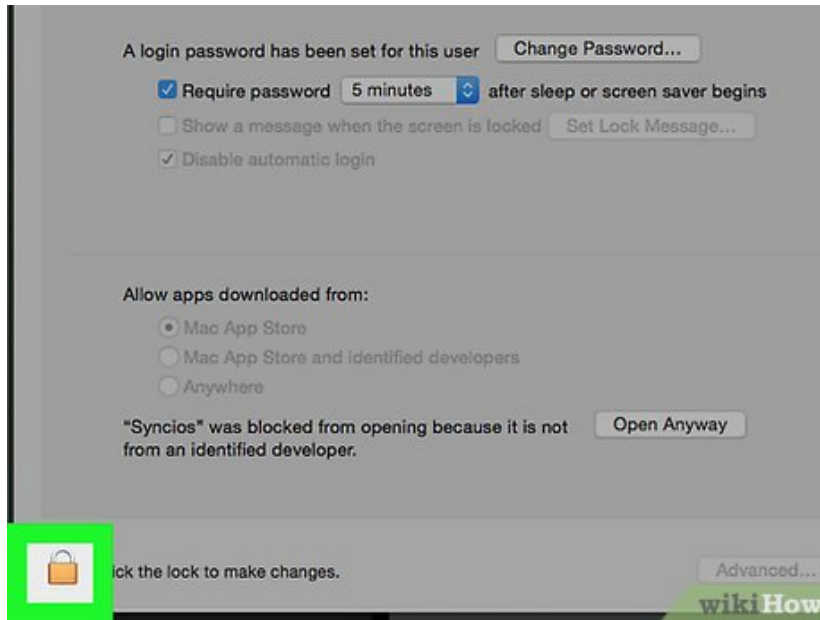 A login password has been set for this user Change Password...
Require password 5 minutes after sleep or screen saver begins
Show a message when the screen is locked Set Lock Message...
Disable automatic login
Allow apps downloaded from:
Mac App Store
Mac App Store and identified developers
Anywhere
"Syncios" was blocked from opening because it is not
from an identified developer.
Open Anyway
ick the lock to make changes. Advanced...
wikiHow